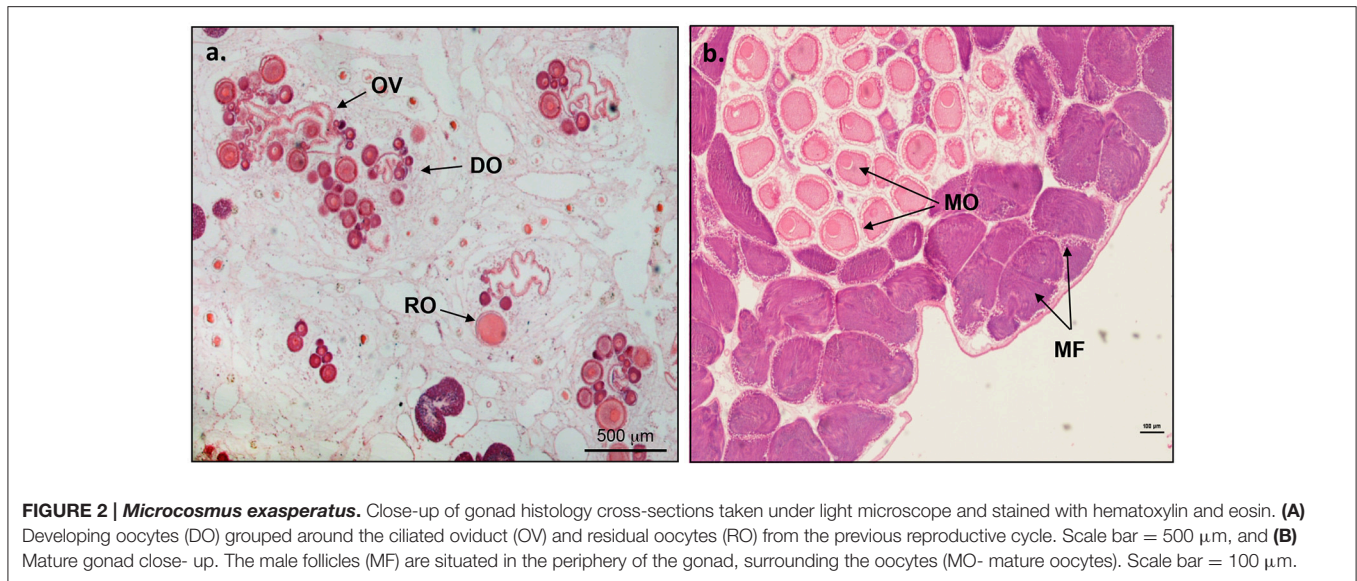 a.
OV
DO
RO
500 μm
b.
MO
MF
100 μm
FIGURE 2 | Microcosmus exasperatus. Close-up of gonad histology cross-sections taken under light microscope and stained with hematoxylin and eosin. (A)
Developing oocytes (DO) grouped around the ciliated oviduct (OV) and residual oocytes (RO) from the previous reproductive cycle. Scale bar = 500 μm, and (B)
Mature gonad close- up. The male follicles (MF) are situated in the periphery of the gonad, surrounding the oocytes (MO- mature oocytes). Scale bar = 100 μm.